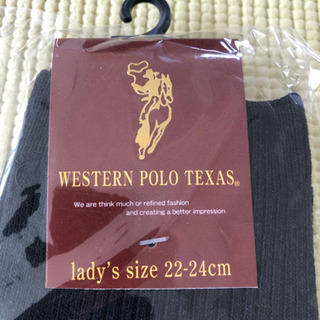 WESTERN POLO TEXAS®
We are think much or refined fashion
and creating a better impression
lady's size 22-24cm